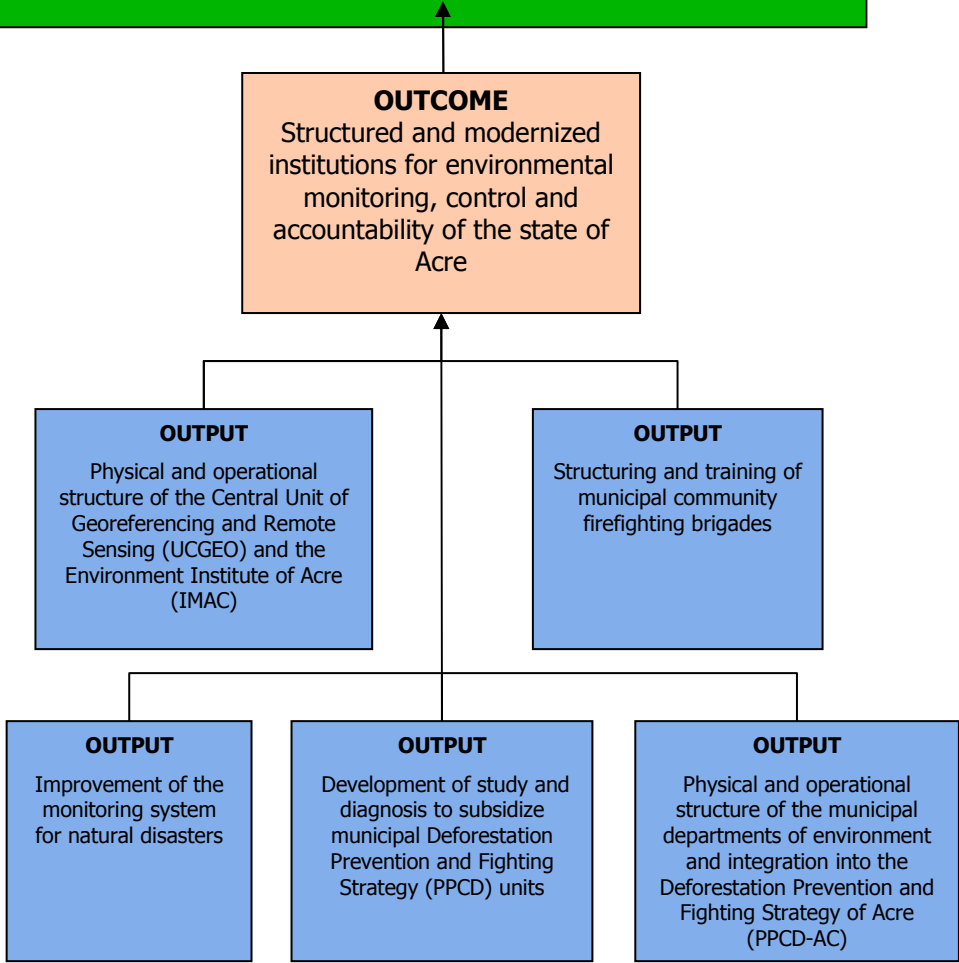 OUTCOME
Structured and modernized
institutions for environmental
monitoring, control and
accountability of the state of
Acre
OUTPUT
Physical and operational
structure of the Central Unit of
Georeferencing and Remote
Sensing (UCGEO) and the
Environment Institute of Acre
(IMAC)
OUTPUT
Structuring and training of
municipal community
firefighting brigades
OUTPUT
Improvement of the
monitoring system
for natural disasters
OUTPUT
Development of study and
diagnosis to subsidize
municipal Deforestation
Prevention and Fighting
Strategy (PPCD) units
OUTPUT
Physical and operational
structure of the municipal
departments of environment
and integration into the
Deforestation Prevention and
Fighting Strategy of Acre
(PPCD-AC)